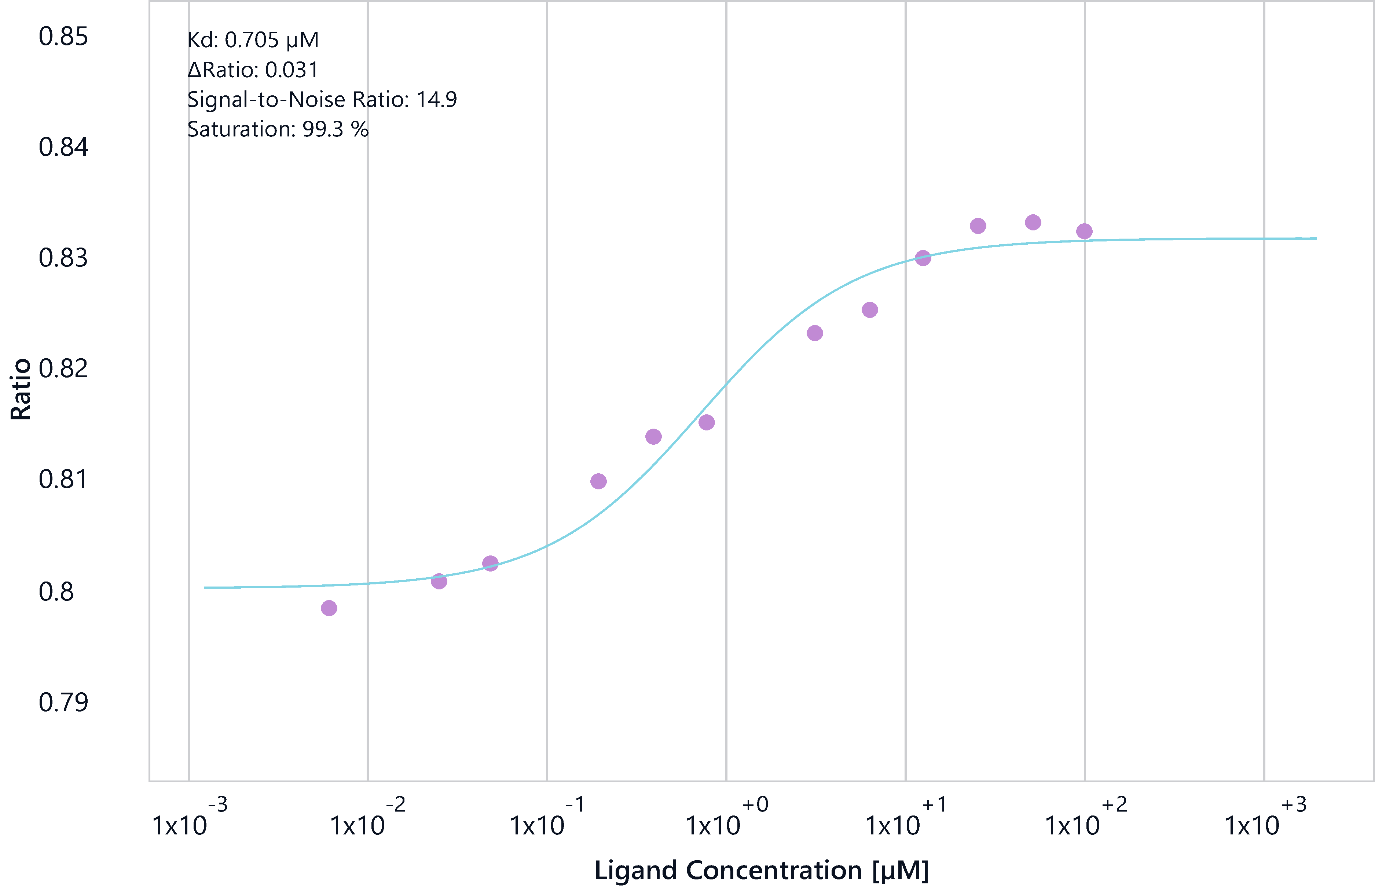 Kd: 0.705 µM
ΔRatio: 0.031
Signal-to-Noise Ratio: 14.9
Saturation: 99.3 %
0.85
0.84
0.83
0.82
0.81
0.8
0.79
Ratio
1x10⁻³ 1x10⁻² 1x10⁻¹ 1x10⁺⁰ 1x10⁺¹ 1x10⁺² 1x10⁺³
Ligand Concentration [µM]